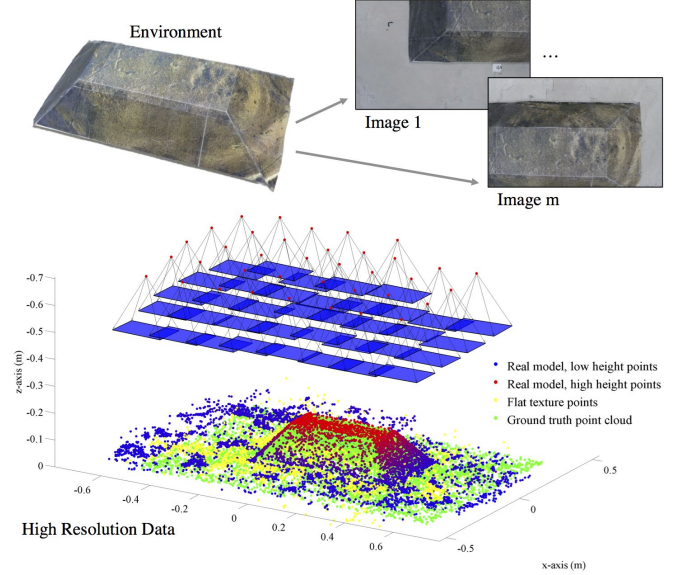 Environment
...
Image 1
Image m
-0.7
-0.6
-0.5
-0.4
-0.3
-0.2
-0.1
0
z-axis (m)
Real model, low height points
Real model, high height points
Flat texture points
Ground truth point cloud
-0.6
-0.4
-0.2
0
0.2
0.4
0.6
-0.5
0
0.5
High Resolution Data
x-axis (m)